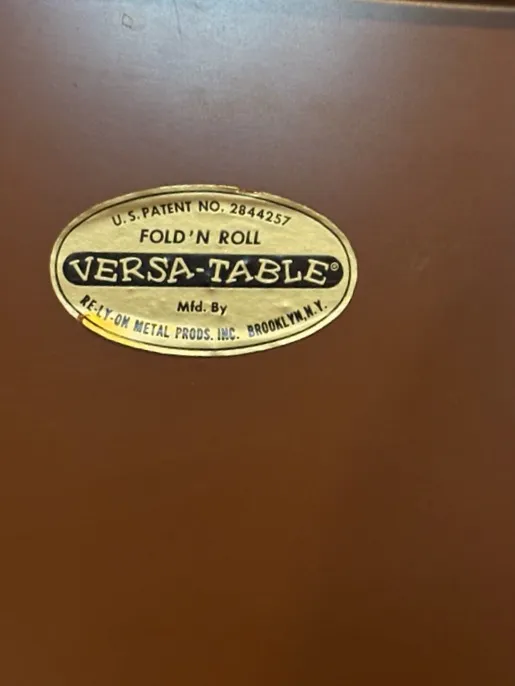 U.S. PATENT NO. 2844257
FOLD'N ROLL
VERSA-TABLE®
Mfd. By
RE-LY-ON METAL PRODS. INC. BROOKLYN, N.Y.